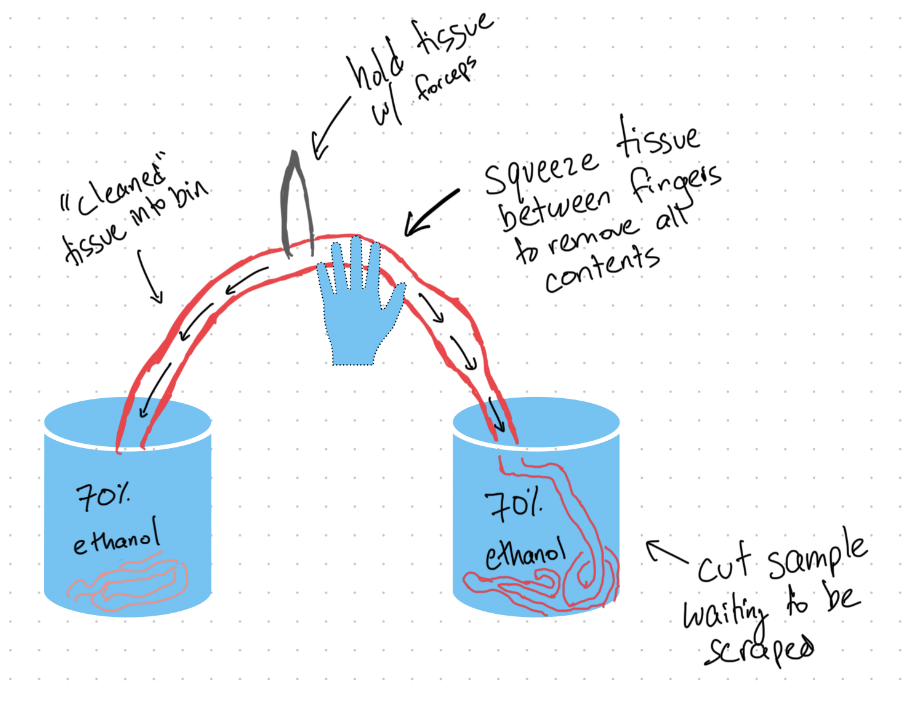 hold tissue
w/ forceps
"cleaned"
tissue into bin
squeeze tissue
between fingers
to remove all
contents
70%
ethanol
70%
ethanol
cut sample
waiting to be
scraped